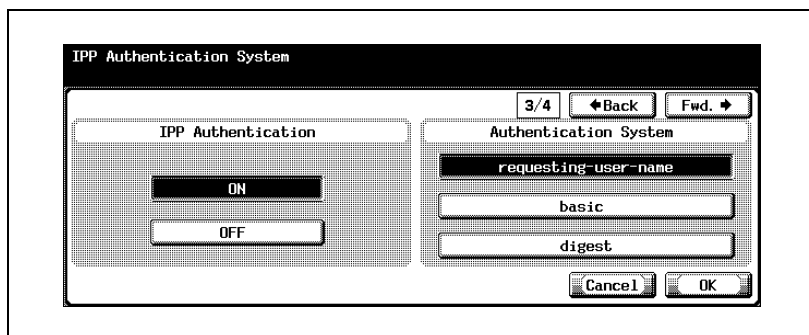 IPP Authentication System
3/4 ←Back Fwd. →
IPP Authentication
ON
OFF
Authentication System
requesting-user-name
basic
digest
Cancel OK